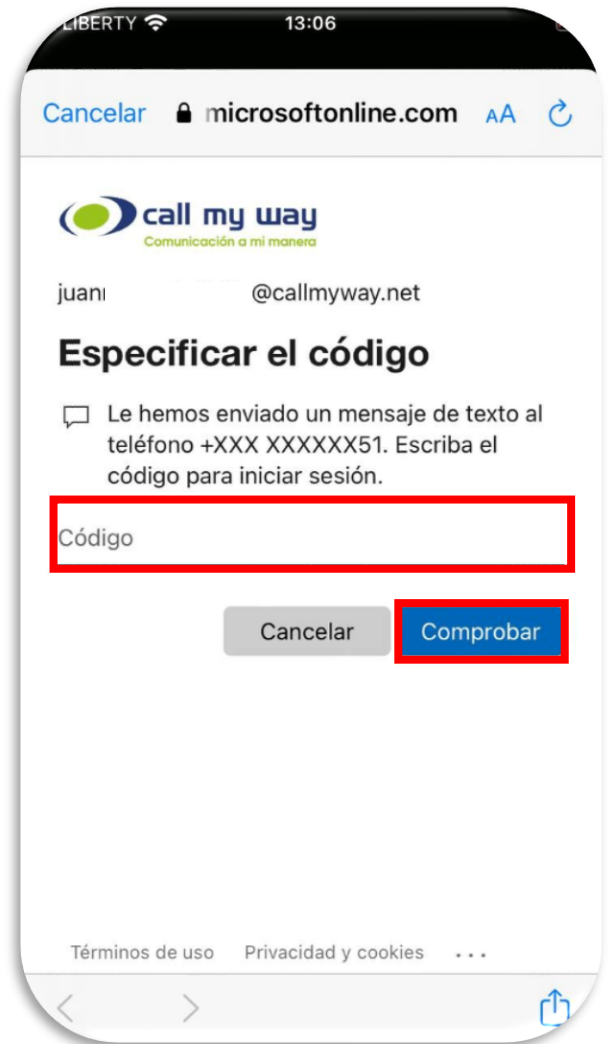 LIBERTY 13:06
Cancelar microsoftonline.com AA
call my way
Comunicación a mi manera
@callmyway.net
Especificar el código
Le hemos enviado un mensaje de texto al
teléfono +XXX XXXXXX51. Escriba el
código para iniciar sesión.
Código
Cancelar Comprobar
Términos de uso Privacidad y cookies ...